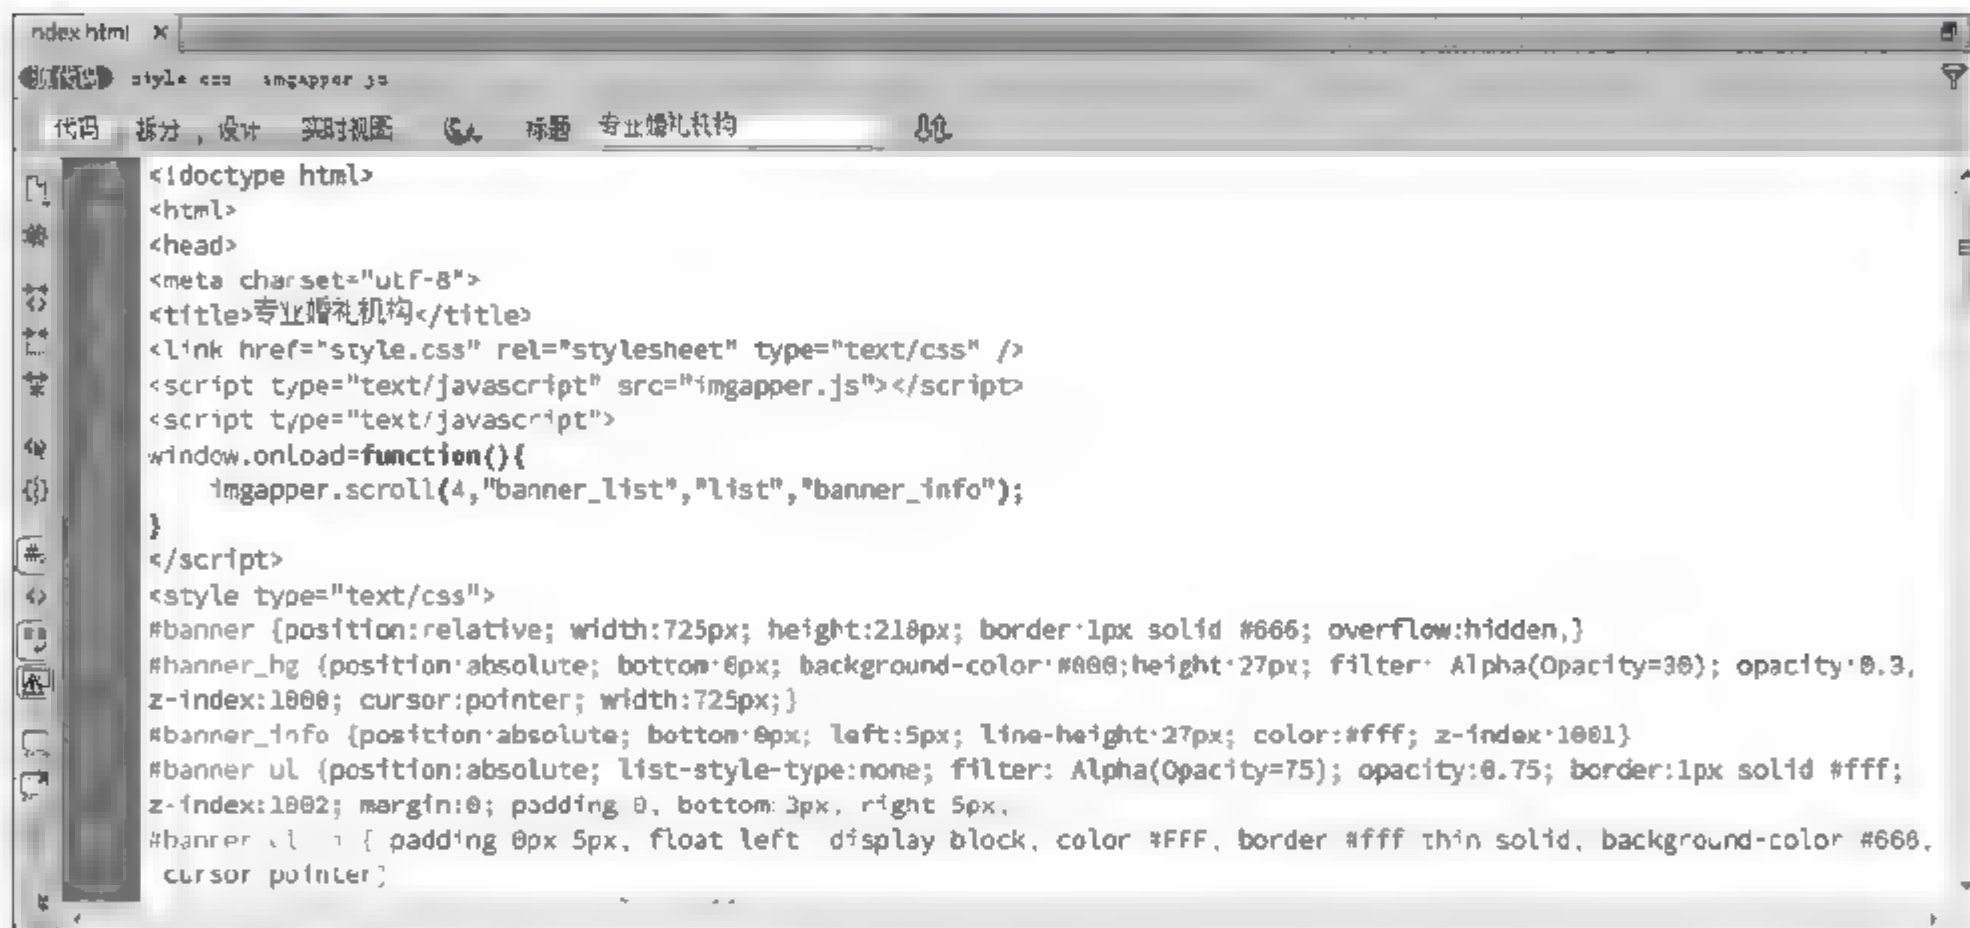 ndex html ×
源代码 style css imgapper js
代码 拆分 设计 实时视图 标题 专业婚礼机构
<!doctype html>
<html>
<head>
<meta charset="utf-8">
<title>专业婚礼机构</title>
<link href="style.css" rel="stylesheet" type="text/css" />
<script type="text/javascript" src="imgapper.js"></script>
<script type="text/javascript">
window.onload=function(){
imgapper.scroll(4,"banner_list","list","banner_info");
}
</script>
<style type="text/css">
#banner {position:relative; width:725px; height:218px; border:1px solid #666; overflow:hidden;}
#banner_bg {position:absolute; bottom:0px; background-color:#000;height:27px; filter: Alpha(Opacity=30); opacity:0.3;
z-index:1000; cursor:pointer; width:725px;}
#banner_info {position:absolute; bottom:0px; left:5px; line-height:27px; color:#fff; z-index:1001}
#banner ul {position:absolute; list-style-type:none; filter: Alpha(Opacity=75); opacity:0.75; border:1px solid #fff;
z-index:1002; margin:0; padding 0, bottom 3px, right 5px,
#banner { padding 0px 5px, float left display block, color #FFF, border #fff thin solid, background-color
cursor pointer}